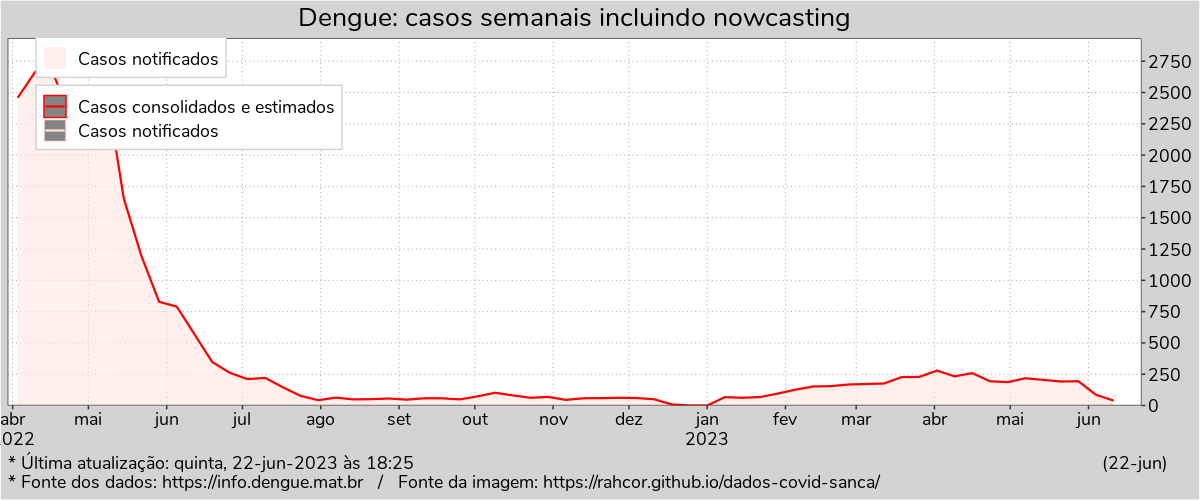 Dengue: casos semanais incluindo nowcasting
Casos notificados
Casos consolidados e estimados
Casos notificados
2750
2500
2250
2000
1750
1500
1250
1000
750
500
250
0
abr mai jun jul ago set out nov dez jan fev mar abr mai jun
022 2023
* Última atualização: quinta, 22-jun-2023 às 18:25 (22-jun)
* Fonte dos dados: https://info.dengue.mat.br / Fonte da imagem: https://rahcor.github.io/dados-covid-sanca/